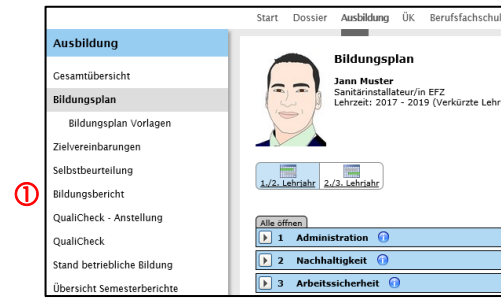 Start Dossier Ausbildung ÜK Berufsfachschul
Ausbildung
Gesamtübersicht
Bildungsplan
Bildungsplan Vorlagen
Zielvereinbarungen
Selbstbeurteilung
① Bildungsbericht
QualiCheck - Anstellung
QualiCheck
Stand betriebliche Bildung
Übersicht Semesterberichte
Bildungsplan
Jann Muster
Sanitärinstallateur/in EFZ
Lehrzeit: 2017 - 2019 (Verkürzte Lehr
1./2. Lehrjahr 2./3. Lehrjahr
Alle öffnen
1 Administration
2 Nachhaltigkeit
3 Arbeitssicherheit